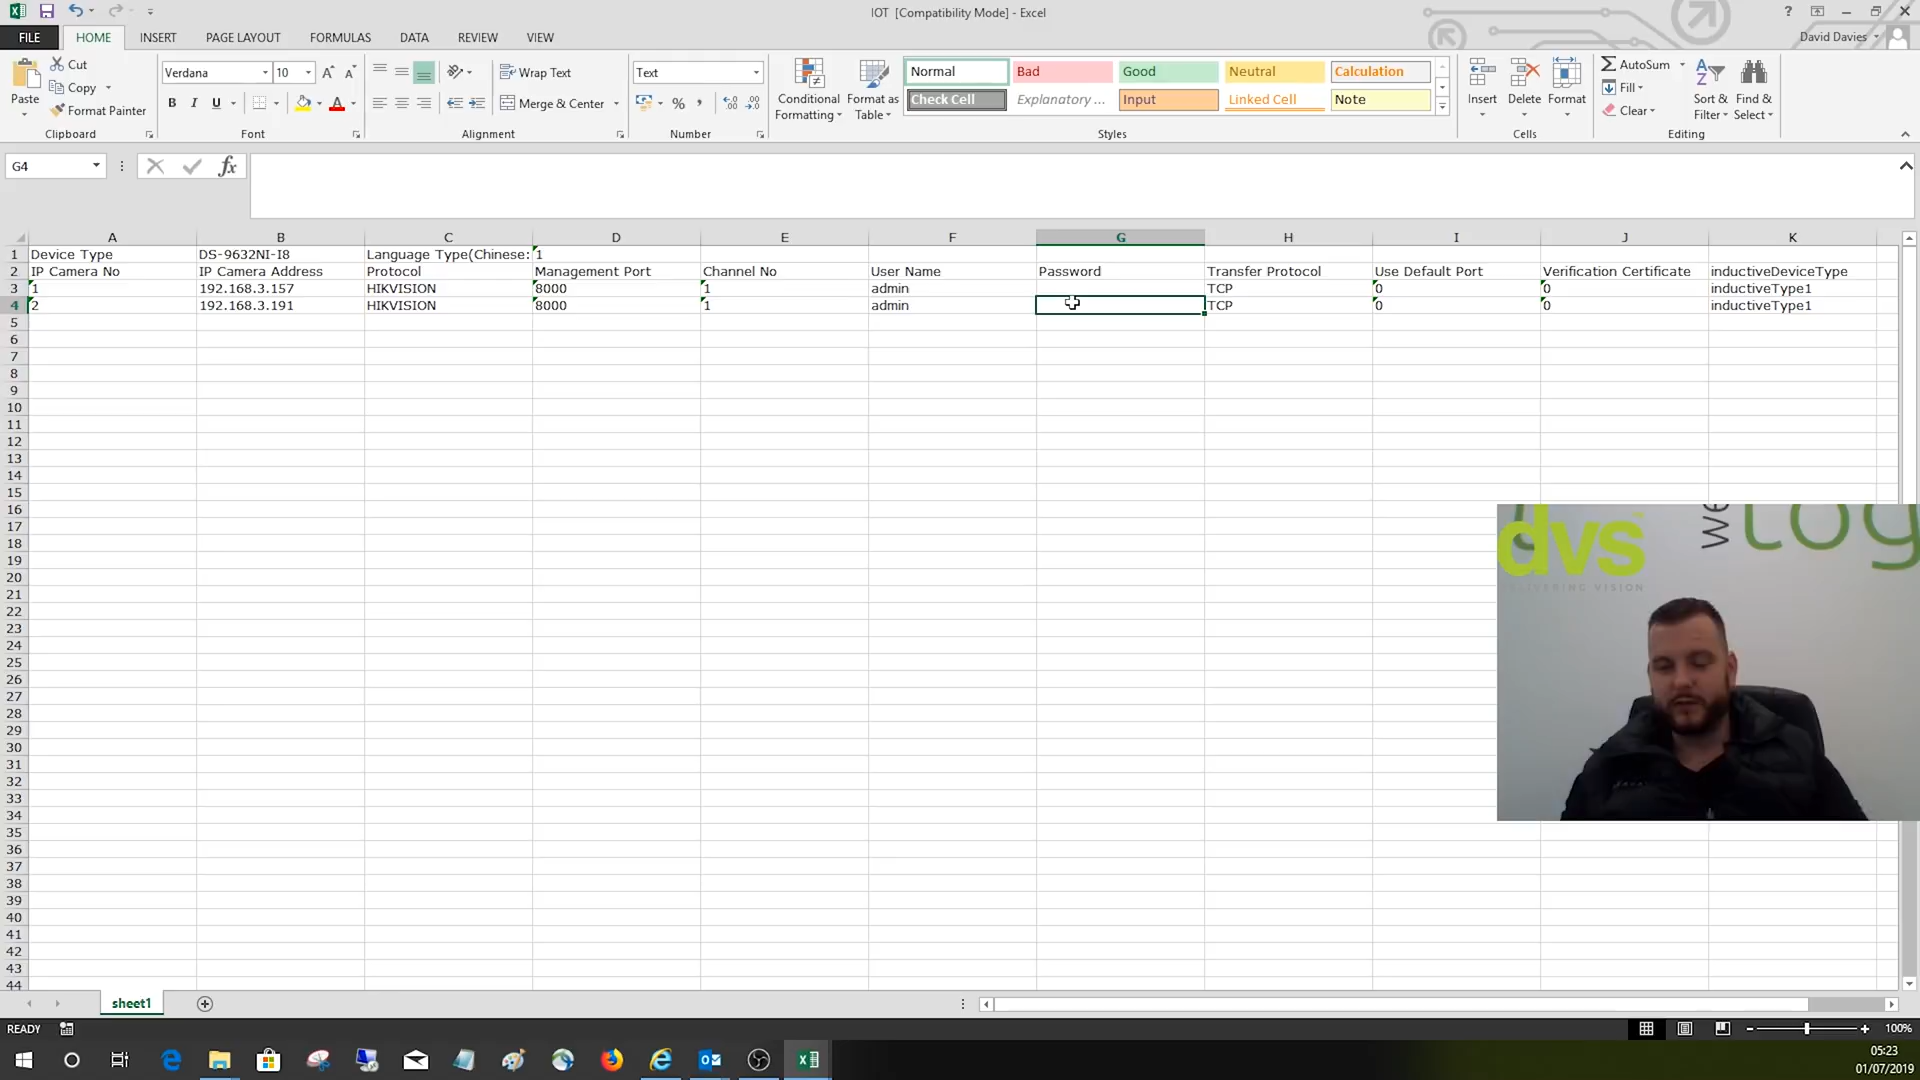 IOT [Compatibility Mode] - Excel
?
FILE HOME INSERT PAGE LAYOUT FORMULAS DATA REVIEW VIEW
David Davies
Paste
Cut
Copy
Format Painter
Clipboard
Verdana 10
B I U
Font
Wrap Text
Merge & Center
Alignment
Text
%
Number
Conditional Formatting
Format as Table
Normal Bad Good Neutral Calculation
Check Cell Explanatory ... Input Linked Cell Note
Styles
Insert Delete Format
Cells
AutoSum
Fill
Clear
Sort & Filter
Find & Select
Editing
G4
fx
A B C D E F G H I J K
1 Device Type DS-9632NI-I8 Language Type(Chinese: 1
2 IP Camera No IP Camera Address Protocol Management Port Channel No User Name Password Transfer Protocol Use Default Port Verification Certificate inductiveDeviceType
3 1 192.168.3.157 HIKVISION 8000 1 admin TCP 0 0 inductiveType1
4 2 192.168.3.191 HIKVISION 8000 1 admin TCP 0 0 inductiveType1
5
6
7
8
9
10
11
12
13
14
15
16
17
18
19
20
21
22
23
24
25
26
27
28
29
30
31
32
33
34
35
36
37
38
39
40
41
42
43
44
dvs
DELIVERING VISION
we
log
sheet1
READY
100%
05:23
01/07/2019